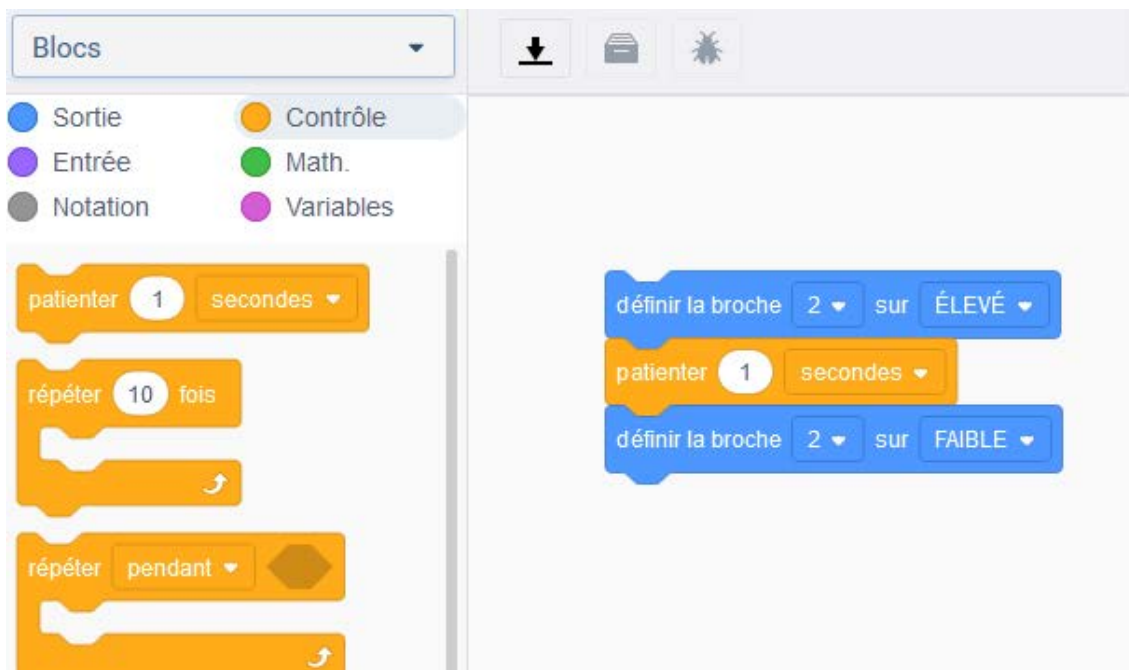 Blocs
Sortie
Contrôle
Entrée
Math.
Notation
Variables
patienter 1 secondes
répéter 10 fois
répéter pendant
définir la broche 2 sur ÉLEVÉ
patienter 1 secondes
définir la broche 2 sur FAIBLE